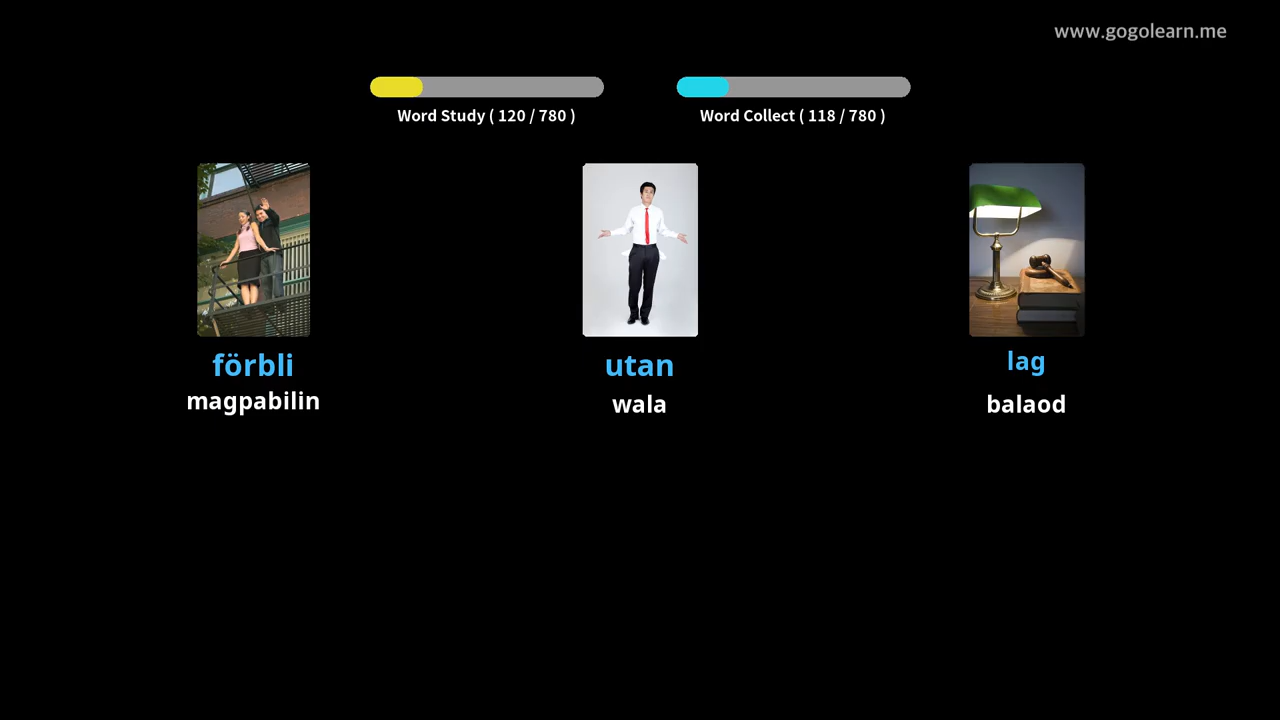 www.gogolearn.me
Word Study ( 120 / 780 )
Word Collect ( 118 / 780 )
förbli
magpabilin
utan
wala
lag
balaod